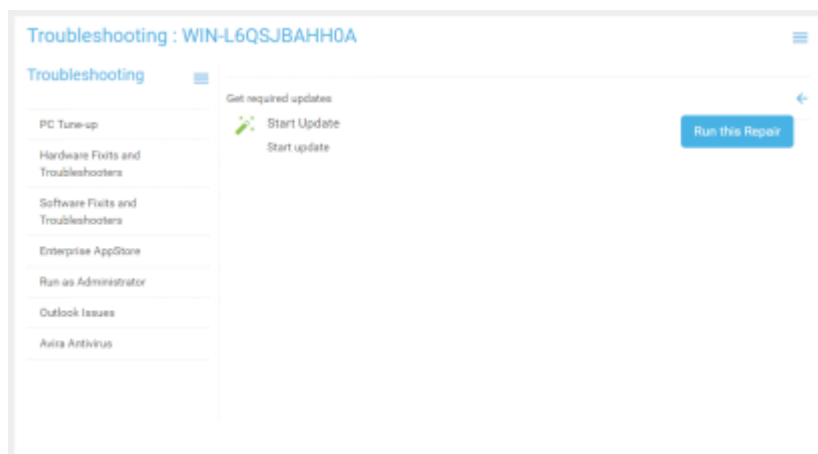 Troubleshooting : WIN-L6QSJBAHH0A
Troubleshooting
PC Tune-up
Hardware Fixits and
Troubleshooters
Software Fixits and
Troubleshooters
Enterprise AppStore
Run as Administrator
Outlook Issues
Avira Antivirus
Get required updates
Start Update
Start update
Run this Repair